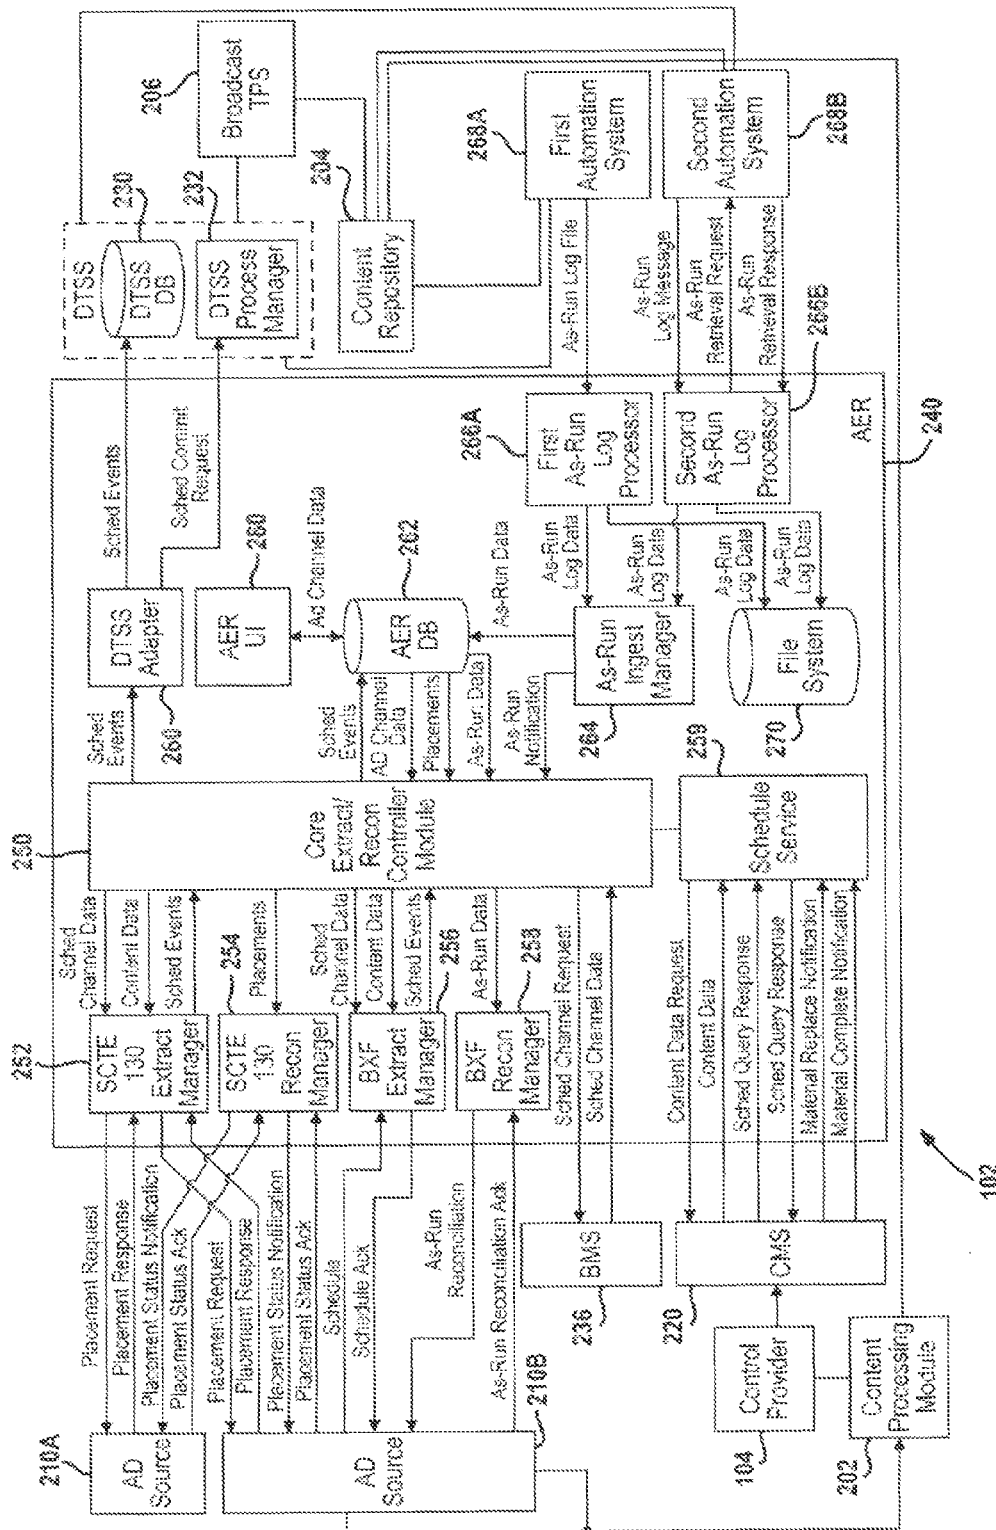 206
Broadcast
TPS
DTSS
230
DTSS
DB
232
DTSS
Process
Manager
204
Content
Repository
268A
First
Automation
System
268B
Second
Automation
System
As-Run Log File
As-Run
Log Message
As-Run
Retrieval Request
As-Run
Retrieval Response
Sched Events
Sched Commit
Request
DTSS
Adapter
260
AER
UI
260
Ad Channel Data
262
AER
DB
As-Run Data
266A
First
As-Run
Log
Processor
266B
Second
As-Run
Log
Processor
AER
240
As-Run
Log Data
As-Run
Log Data
As-Run
Log Data
As-Run
Log Data
As-Run
Ingest
Manager
264
File
System
270
Sched
Events
Sched
Events
AD Channel
Data
Placements
As-Run Data
As-Run
Notification
250
Core
Extract/
Recon
Controller
Module
259
Schedule
Service
Sched
Channel Data
Content Data
Sched Events
Placements
Sched
Channel Data
Content Data
Sched Events
As-Run Data
Sched Channel Request
Sched Channel Data
Content Data Request
Content Data
Sched Query Response
Sched Query Response
Material Replace Notification
Material Complete Notification
252
SCTE
130
Extract
Manager
254
SCTE
130
Recon
Manager
256
BXF
Extract
Manager
258
BXF
Recon
Manager
Placement Request
Placement Response
Placement Status Notification
Placement Status Ack
Placement Request
Placement Response
Placement Status Notification
Placement Status Ack
Schedule
Schedule Ack
As-Run
Reconciliation
As-Run Reconciliation Ack
210A
AD
Source
210B
AD
Source
BMS
236
CMS
220
Control
Provider
104
Content
Processing
Module
202
102